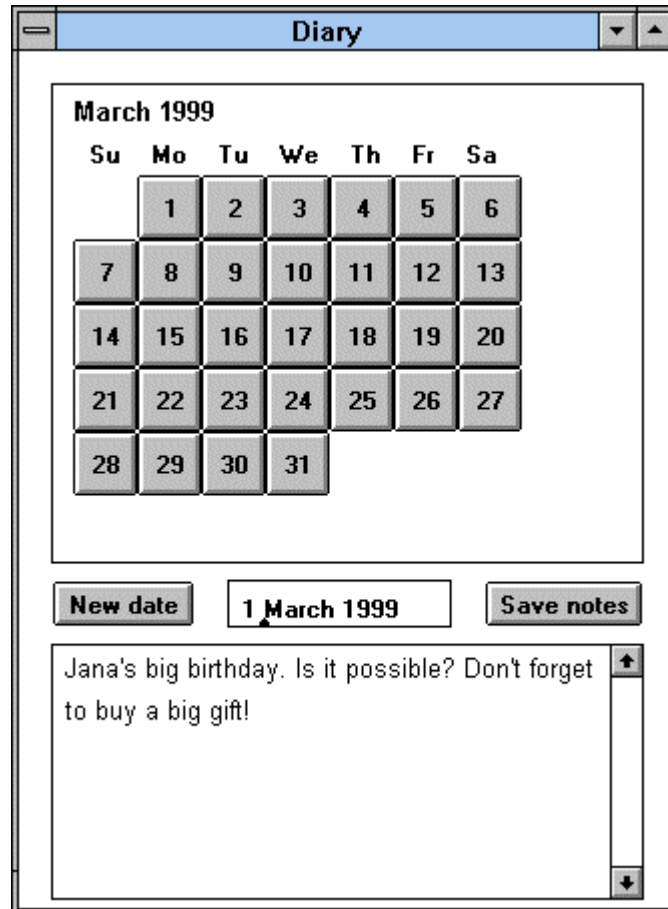 Diary
March 1999
Su Mo Tu We Th Fr Sa
1 2 3 4 5 6
7 8 9 10 11 12 13
14 15 16 17 18 19 20
21 22 23 24 25 26 27
28 29 30 31
New date 1 March 1999 Save notes
Jana's big birthday. Is it possible? Don't forget
to buy a big gift!